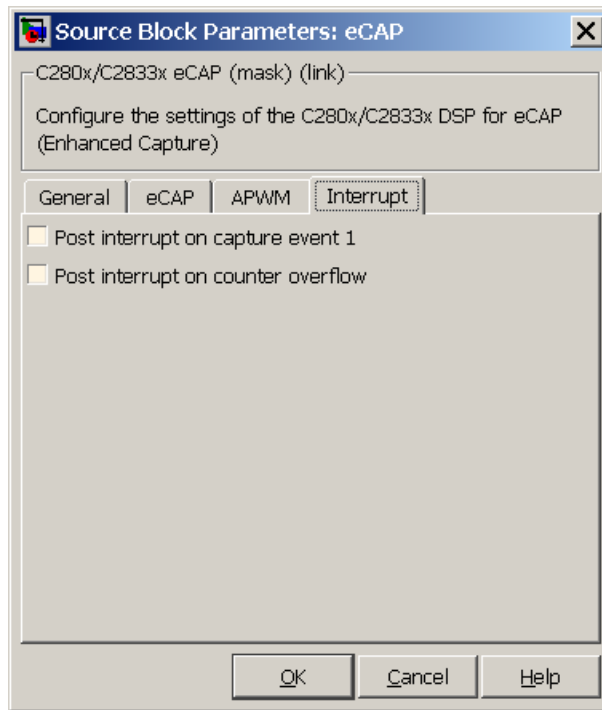 Source Block Parameters: eCAP
C280x/C2833x eCAP (mask) (link)
Configure the settings of the C280x/C2833x DSP for eCAP
(Enhanced Capture)
General eCAP APWM Interrupt
Post interrupt on capture event 1
Post interrupt on counter overflow
OK Cancel Help